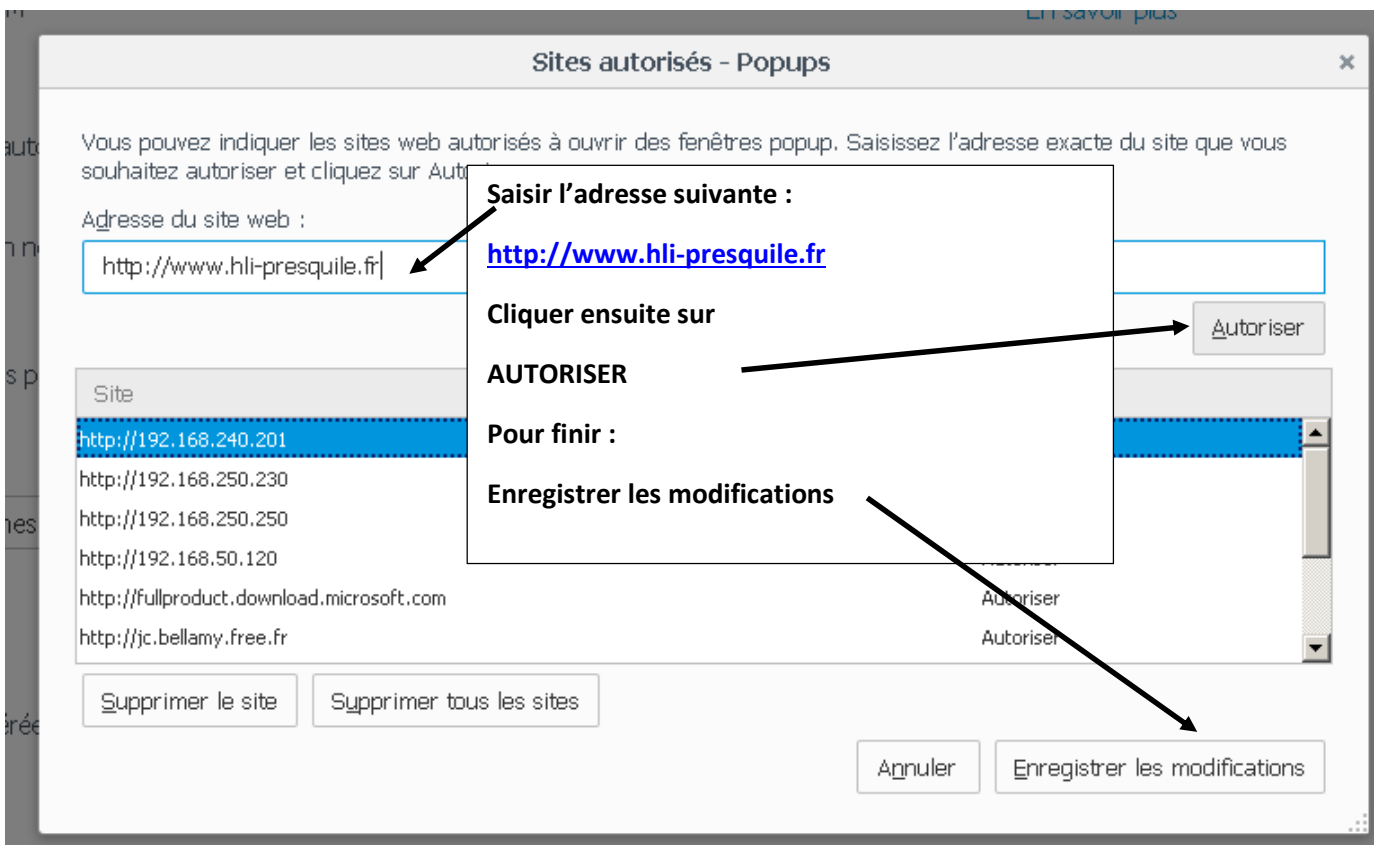 En savoir plus
Sites autorisés - Popups
Vous pouvez indiquer les sites web autorisés à ouvrir des fenêtres popup. Saisissez l'adresse exacte du site que vous
souhaitez autoriser et cliquez sur
Adresse du site web :
http://www.hli-presquile.fr
Saisir l’adresse suivante :
http://www.hli-presquile.fr
Cliquer ensuite sur
AUTORISER
Pour finir :
Enregistrer les modifications
Autoriser
Site
http://192.168.240.201
http://192.168.250.230
http://192.168.250.250
http://192.168.50.120
http://fullproduct.download.microsoft.com Autoriser
http://jc.bellamy.free.fr Autoriser
Supprimer le site Supprimer tous les sites
Annuler Enregistrer les modifications